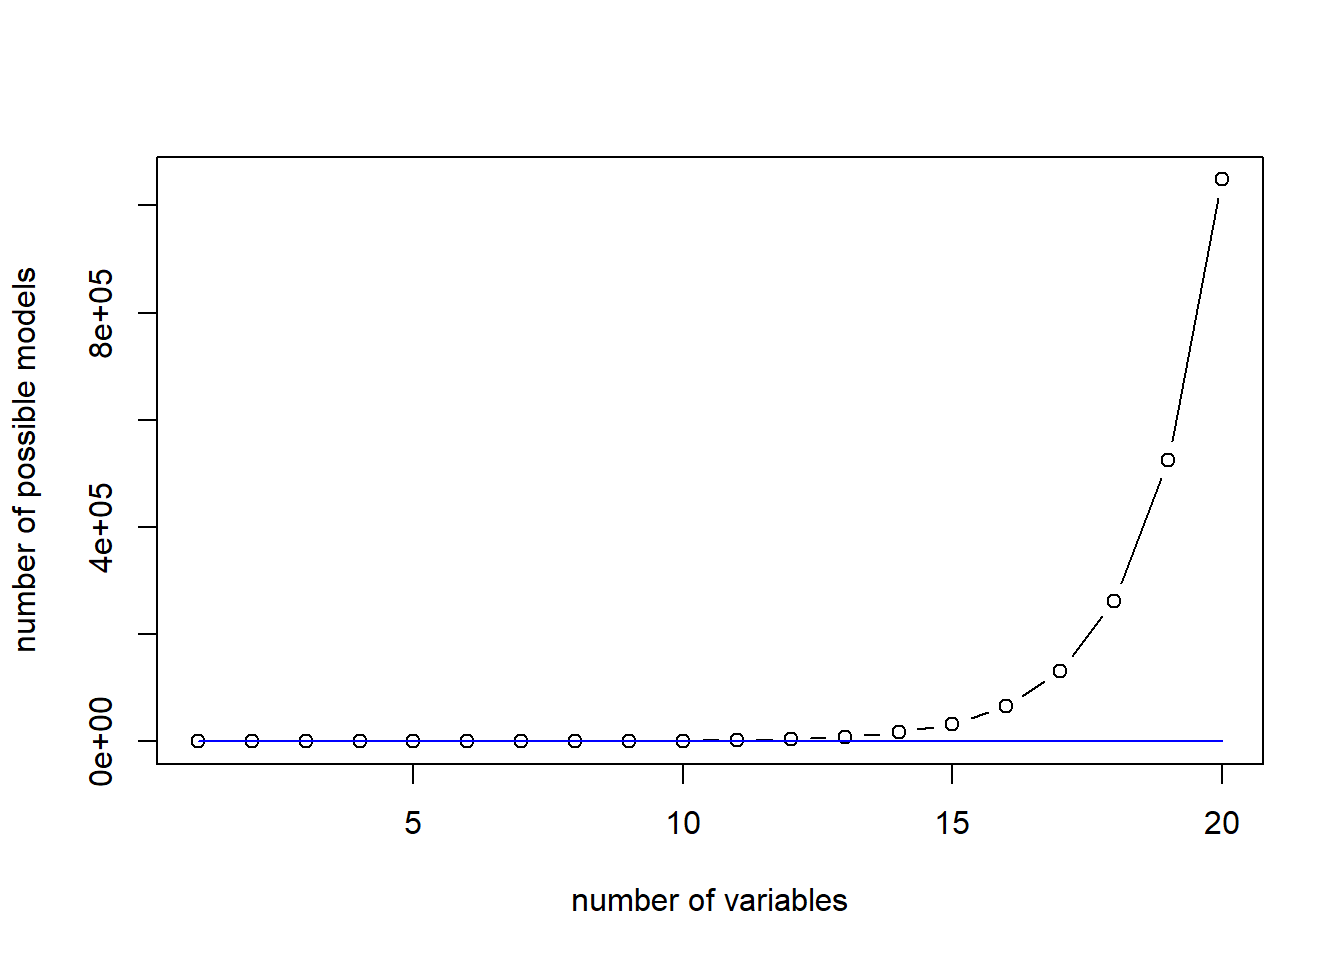 number of possible models
0e+00
4e+05
8e+05
5
10
15
20
number of variables